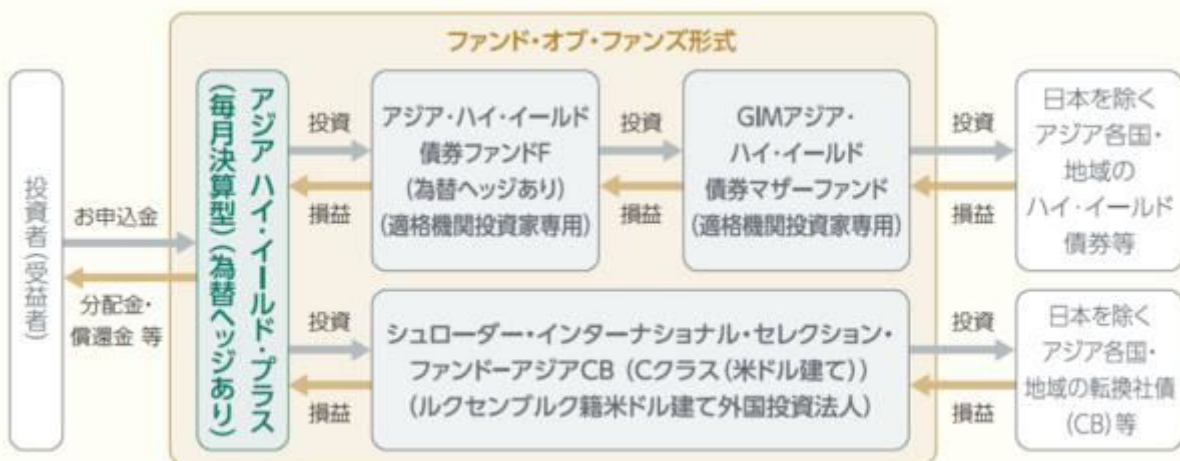 ファンド・オブ・ファンズ形式
投資者(受益者)
お申込金
分配金・
償還金 等
アジア ハイ・イールド・プラス
(毎月決算型)(為替ヘッジあり)
投資
損益
アジア・ハイ・イールド
債券ファンドF
(為替ヘッジあり)
(適格機関投資家専用)
投資
損益
GIMアジア・
ハイ・イールド
債券マザーファンド
(適格機関投資家専用)
投資
損益
日本を除く
アジア各国・
地域の
ハイ・イールド
債券等
投資
損益
シュローダー・インターナショナル・セレクション・
ファンドーアジアCB (Cクラス(米ドル建て))
(ルクセンブルク籍米ドル建て外国投資法人)
投資
損益
日本を除く
アジア各国・
地域の転換社債
(CB)等